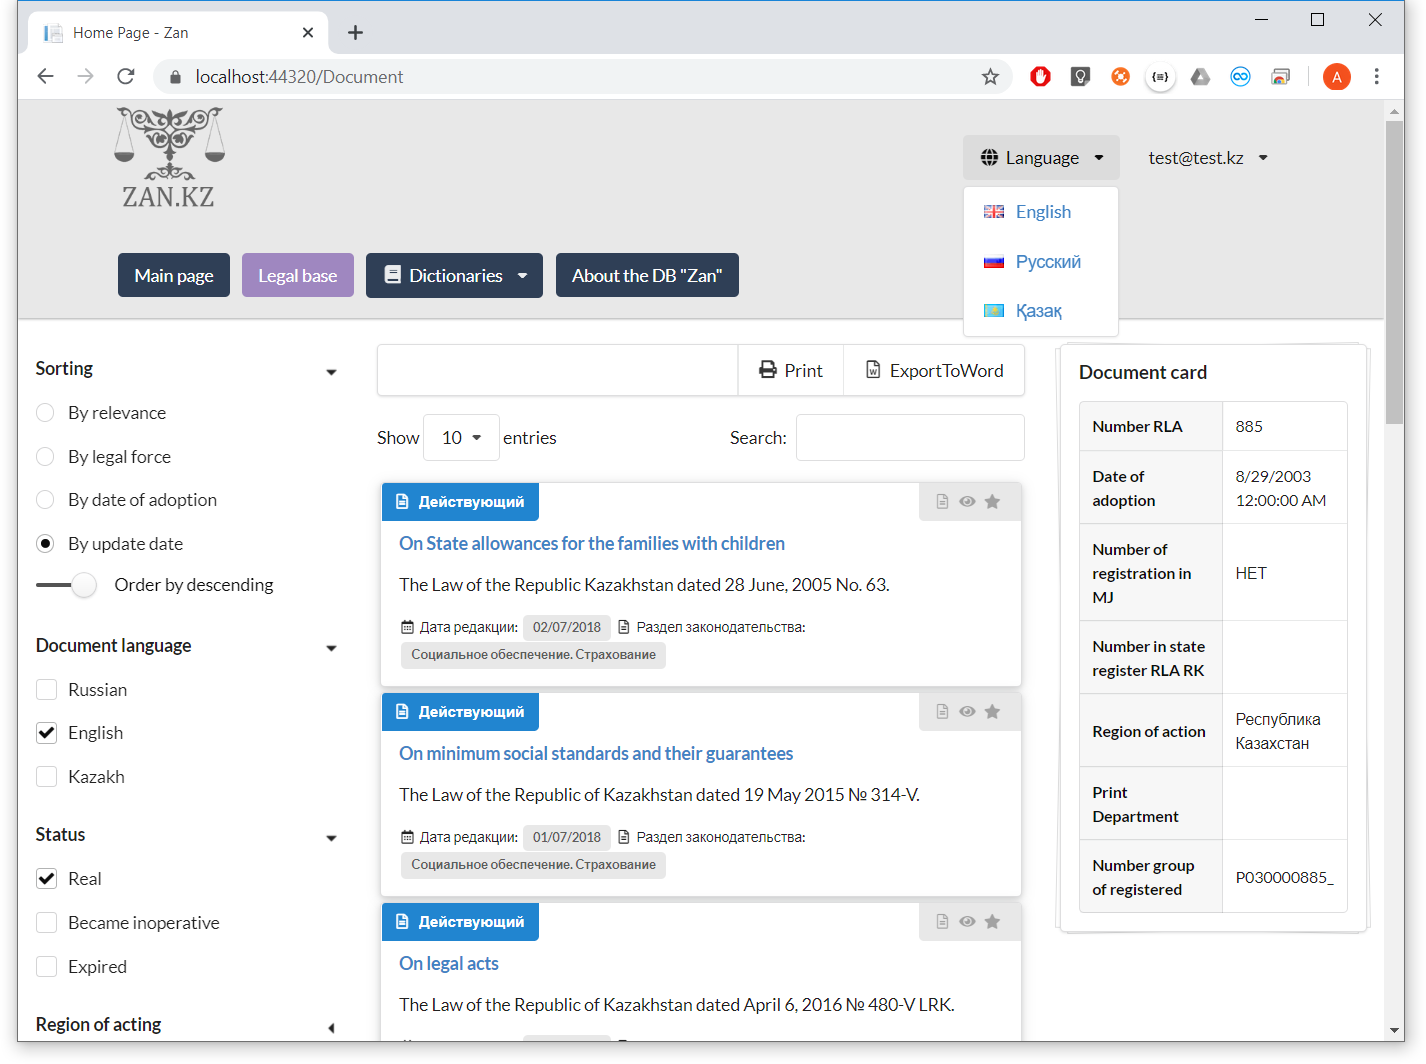 Home Page - Zan
localhost:44320/Document
A
ZAN.KZ
Language
test@test.kz
English
Русский
Қазақ
Main page
Legal base
Dictionaries
About the DB "Zan"
Sorting
By relevance
By legal force
By date of adoption
By update date
Order by descending
Document language
Russian
English
Kazakh
Status
Real
Became inoperative
Expired
Region of acting
Print
ExportToWord
Show 10 entries
Search:
Действующий
On State allowances for the families with children
The Law of the Republic Kazakhstan dated 28 June, 2005 No. 63.
Дата редакции: 02/07/2018 Раздел законодательства:
Социальное обеспечение. Страхование
Действующий
On minimum social standards and their guarantees
The Law of the Republic of Kazakhstan dated 19 May 2015 № 314-V.
Дата редакции: 01/07/2018 Раздел законодательства:
Социальное обеспечение. Страхование
Действующий
On legal acts
The Law of the Republic of Kazakhstan dated April 6, 2016 № 480-V LRK.
Document card
Number RLA
885
Date of
adoption
8/29/2003
12:00:00 AM
Number of
registration in
MJ
НЕТ
Number in state
register RLA RK
Region of action
Республика
Казахстан
Print
Department
Number group
of registered
P030000885_